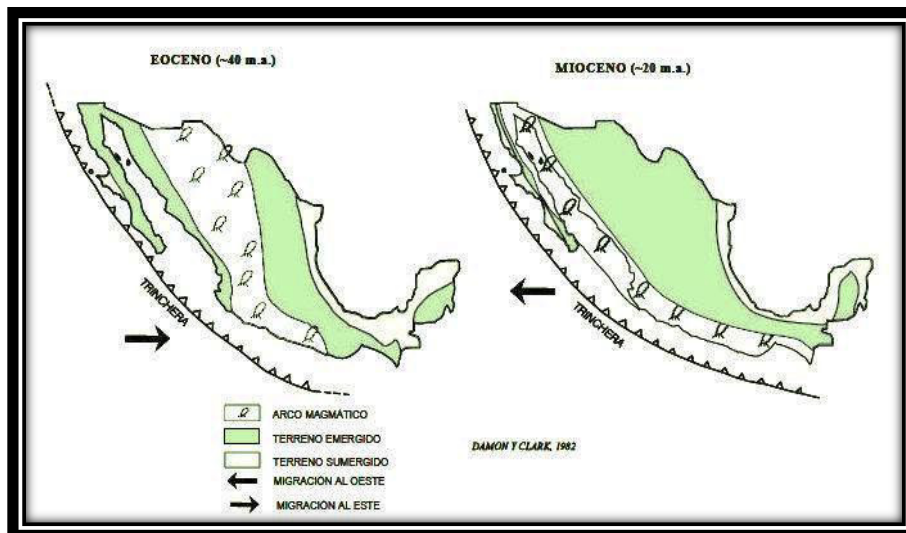 EOCENO (~40 m.a.)
MIOCENO (~20 m.a.)
TRINCHERA
TRINCHERA
ARCO MAGMÁTICO
TERRENO EMERGIDO
TERRENO SUMERGIDO
MIGRACIÓN AL OESTE
MIGRACIÓN AL ESTE
DAMON Y CLARK, 1982